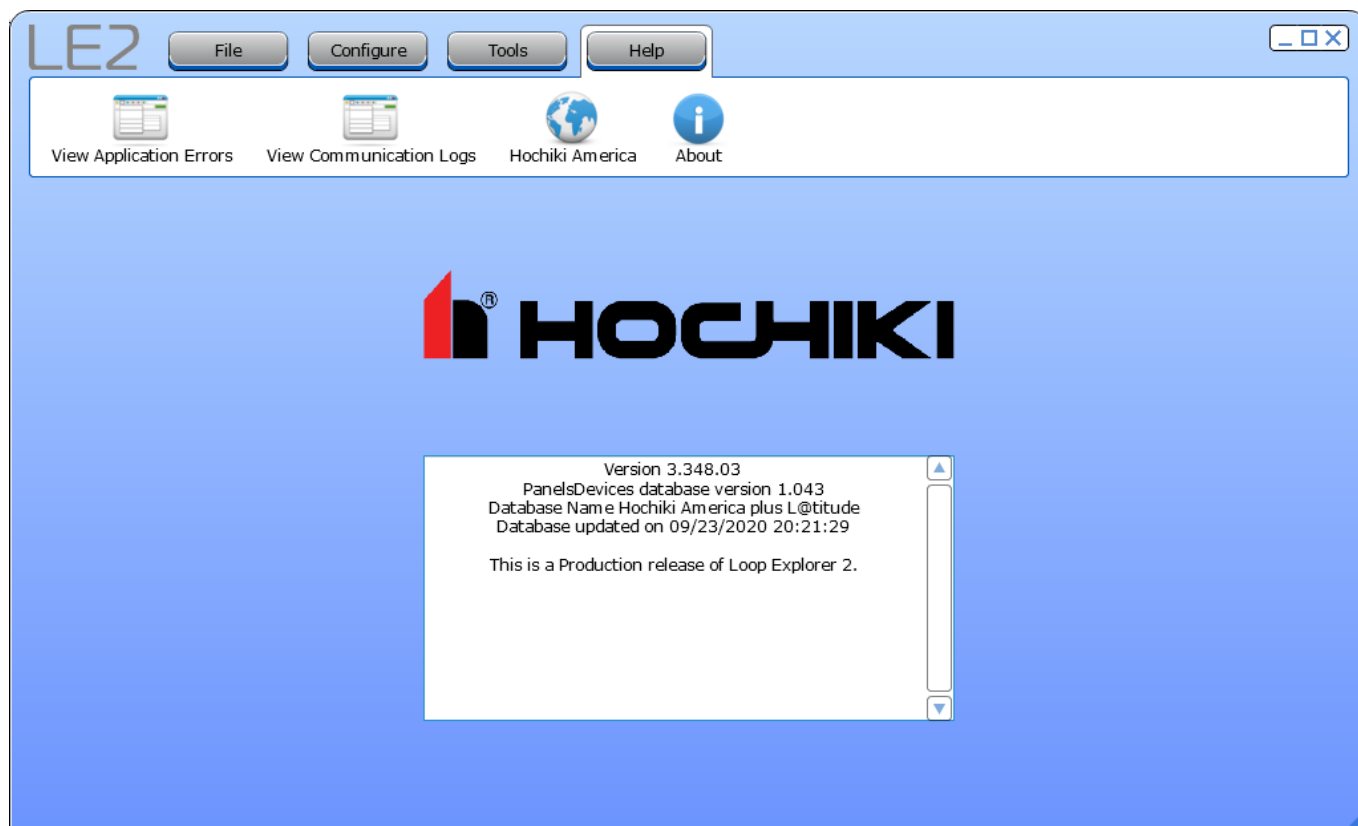 LE2
File
Configure
Tools
Help
View Application Errors
View Communication Logs
Hochiki America
About
® HOCHIKI
Version 3.348.03
PanelsDevices database version 1.043
Database Name Hochiki America plus L@titude
Database updated on 09/23/2020 20:21:29
This is a Production release of Loop Explorer 2.